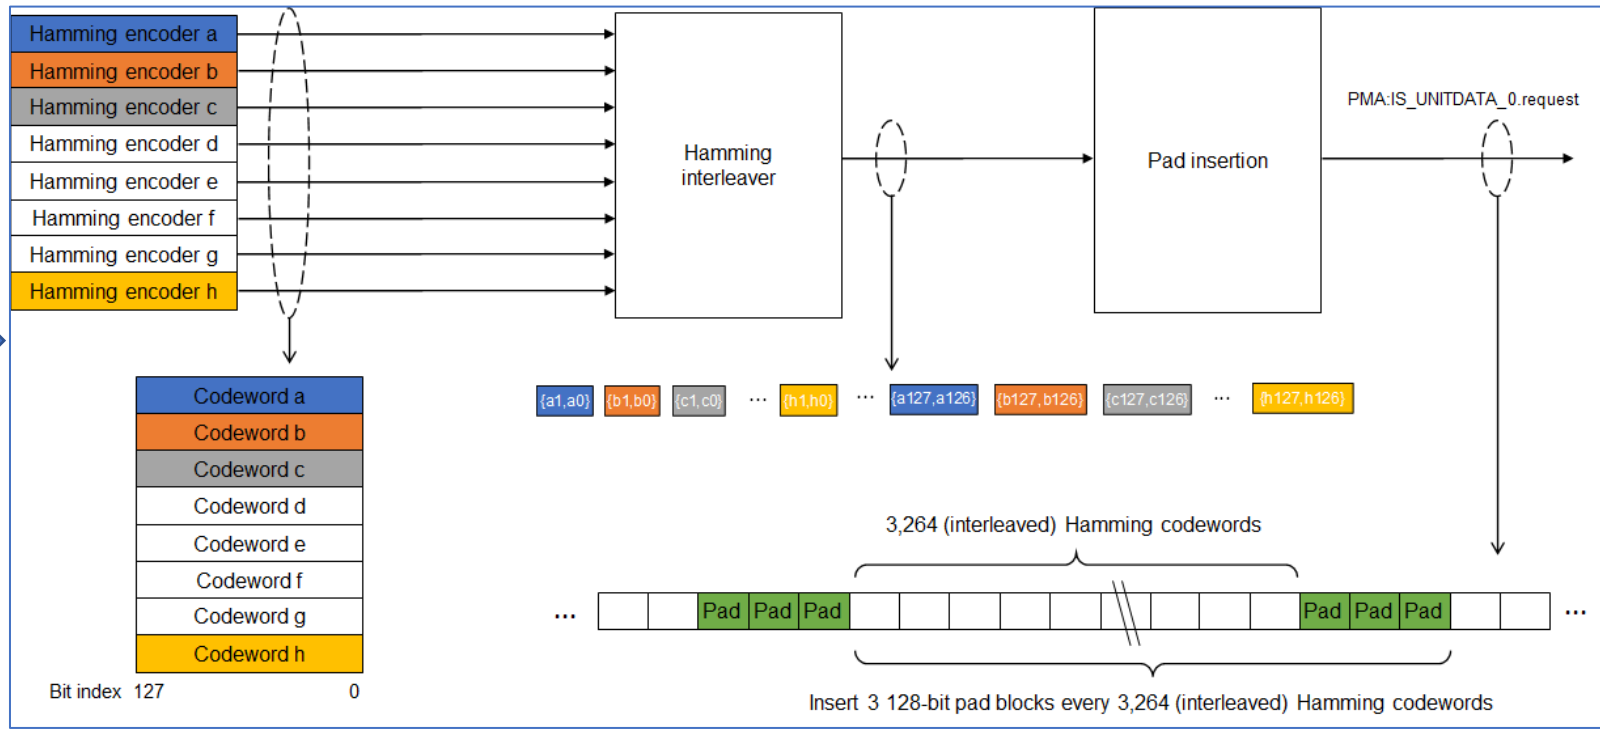 Hamming encoder a
Hamming encoder b
Hamming encoder c
Hamming encoder d
Hamming encoder e
Hamming encoder f
Hamming encoder g
Hamming encoder h
Hamming
interleaver
Pad insertion
PMA:IS_UNITDATA_0.request
Codeword a
Codeword b
Codeword c
Codeword d
Codeword e
Codeword f
Codeword g
Codeword h
Bit index 127 0
{a1,a0} {b1,b0} {c1,c0} ... {h1,h0} ... {a127,a126} {b127,b126} {c127,c126} ... {h127,h126}
3,264 (interleaved) Hamming codewords
... Pad Pad Pad Pad Pad Pad ...
Insert 3 128-bit pad blocks every 3,264 (interleaved) Hamming codewords